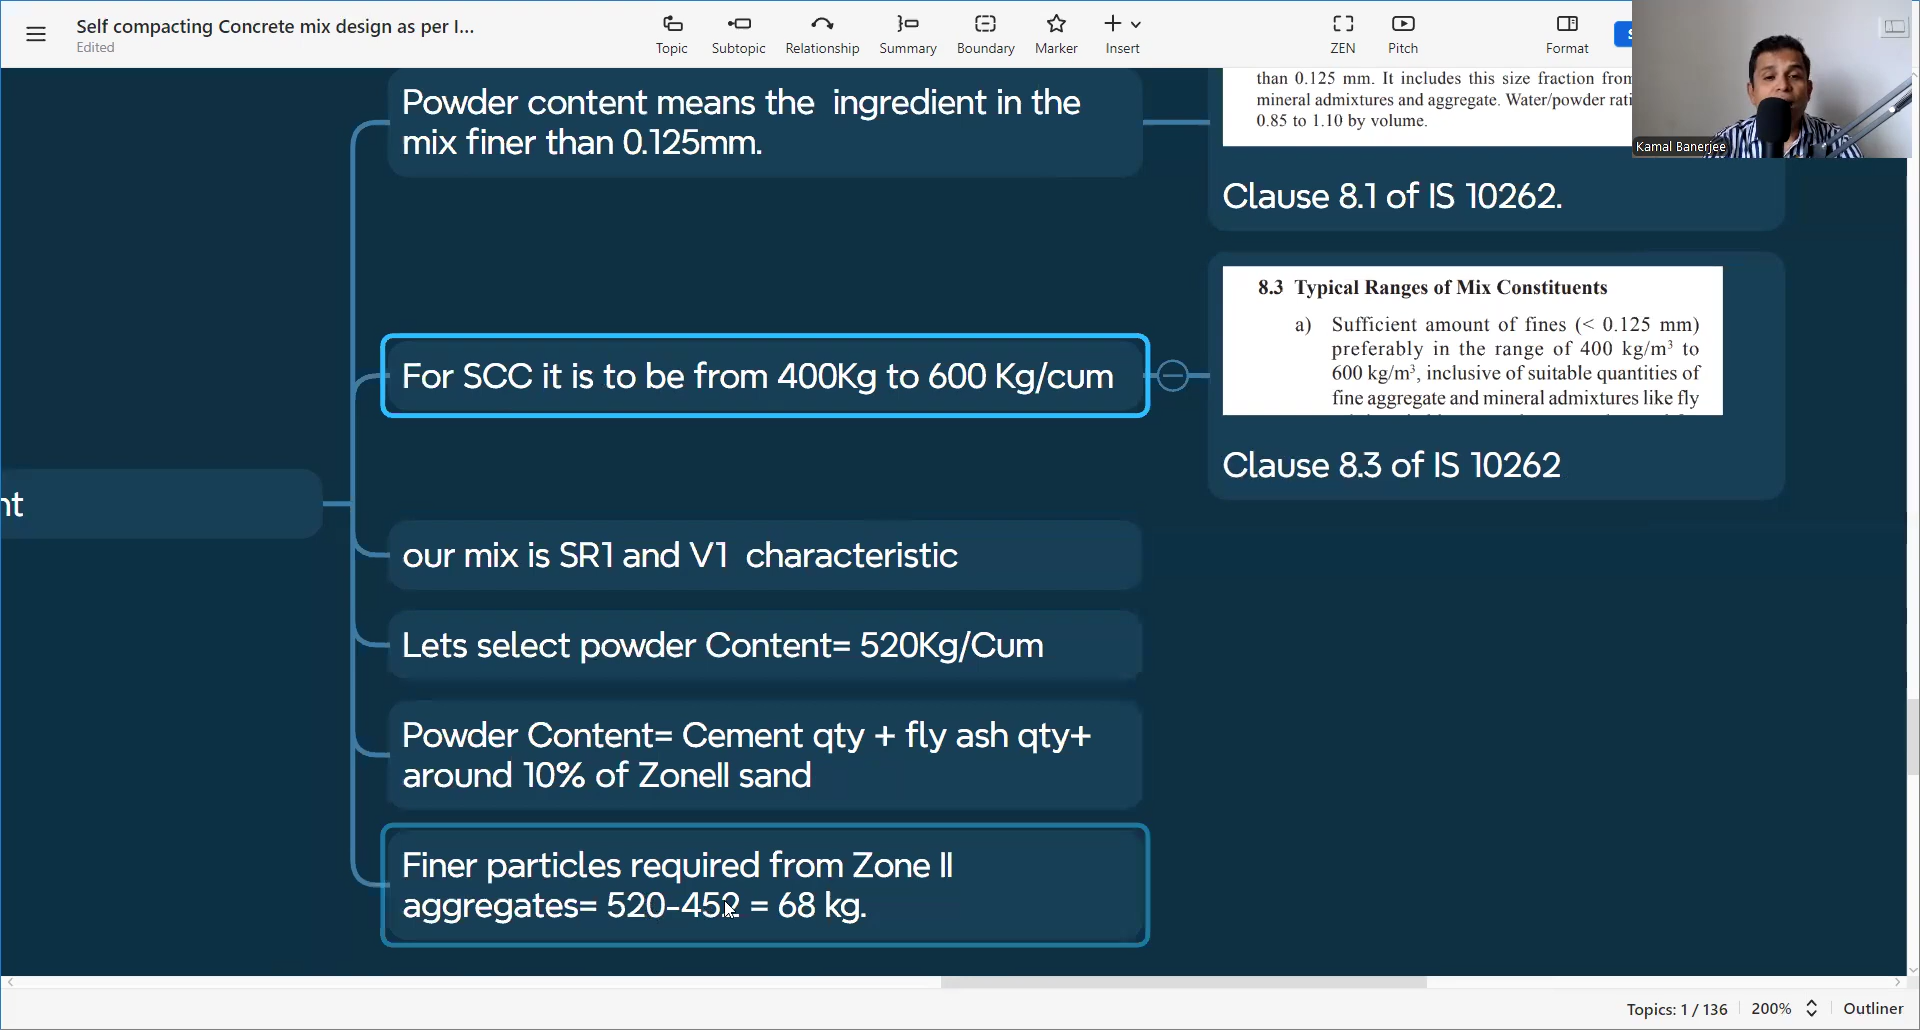 Self compacting Concrete mix design as per I...
Edited
Topic
Subtopic
Relationship
Summary
Boundary
Marker
Insert
ZEN
Pitch
Format
Kamal Banerjee
Powder content means the ingredient in the
mix finer than 0.125mm.
than 0.125 mm. It includes this size fraction from
mineral admixtures and aggregate. Water/powder
0.85 to 1.10 by volume.
Clause 8.1 of IS 10262.
For SCC it is to be from 400Kg to 600 Kg/cum
8.3 Typical Ranges of Mix Constituents
a) Sufficient amount of fines (< 0.125 mm)
preferably in the range of 400 kg/m³ to
600 kg/m³, inclusive of suitable quantities of
fine aggregate and mineral admixtures like fly
Clause 8.3 of IS 10262
nt
our mix is SR1 and V1 characteristic
Lets select powder Content= 520Kg/Cum
Powder Content= Cement qty + fly ash qty+
around 10% of ZoneII sand
Finer particles required from Zone II
aggregates= 520-452 = 68 kg.
Topics: 1 / 136
200%
Outliner